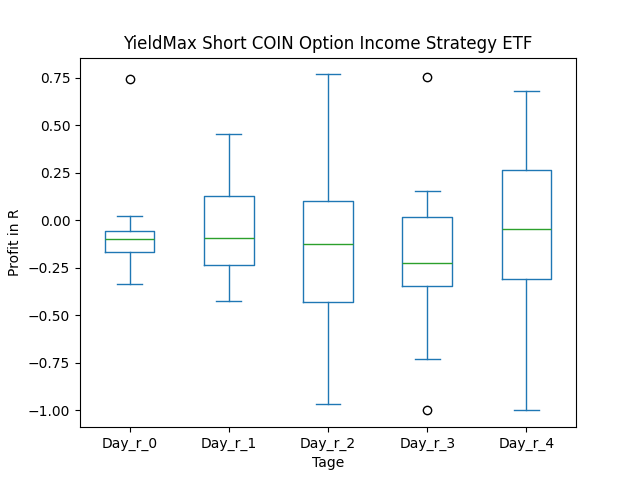 YieldMax Short COIN Option Income Strategy ETF
Profit in R
0.75
0.50
0.25
0.00
−0.25
−0.50
−0.75
−1.00
Day_r_0 Day_r_1 Day_r_2 Day_r_3 Day_r_4
Tage